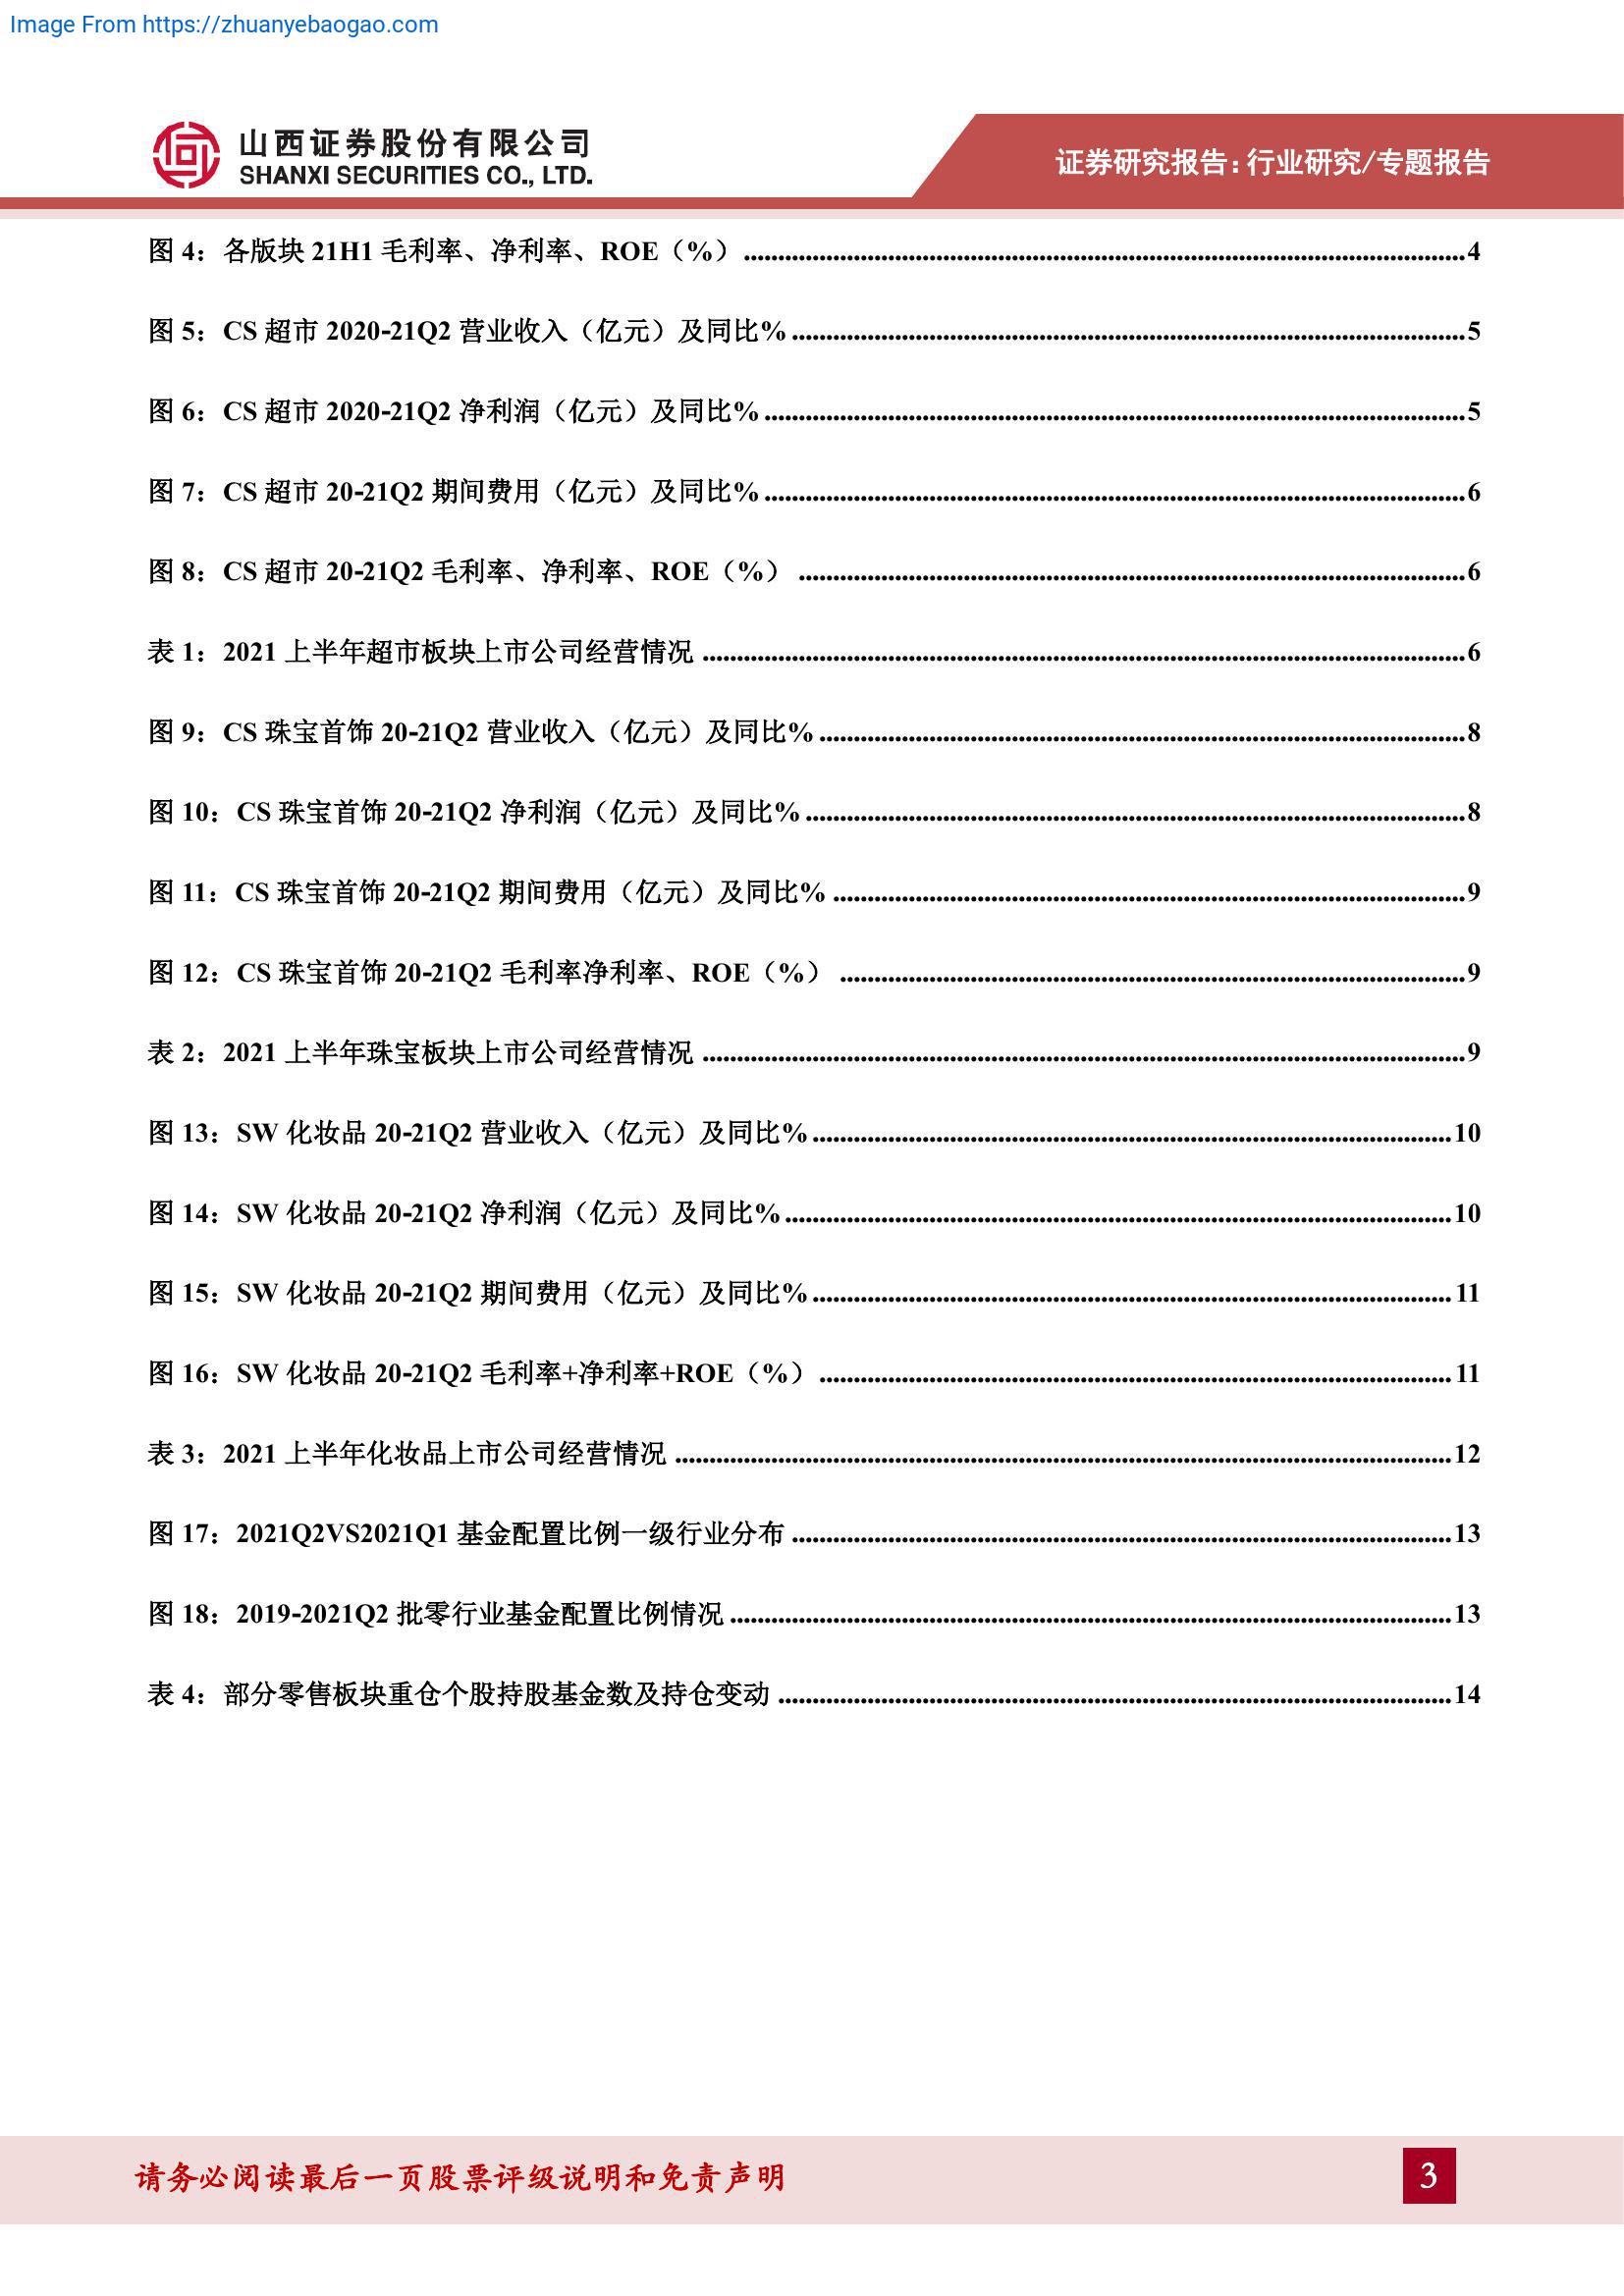 Image From https://zhuanyebaogao.com
山西证券股份有限公司
SHANXI SECURITIES CO., LTD.
证券研究报告:行业研究/专题报告
图 4：各版块 21H1 毛利率、净利率、ROE（%）........4
图 5：CS 超市 2020-21Q2 营业收入（亿元）及同比%........5
图 6：CS 超市 2020-21Q2 净利润（亿元）及同比%........5
图 7：CS 超市 20-21Q2 期间费用（亿元）及同比%........6
图 8：CS 超市 20-21Q2 毛利率、净利率、ROE（%）........6
表 1：2021 上半年超市板块上市公司经营情况........6
图 9：CS 珠宝首饰 20-21Q2 营业收入（亿元）及同比%........8
图 10：CS 珠宝首饰 20-21Q2 净利润（亿元）及同比%........8
图 11：CS 珠宝首饰 20-21Q2 期间费用（亿元）及同比%........9
图 12：CS 珠宝首饰 20-21Q2 毛利率净利率、ROE（%）........9
表 2：2021 上半年珠宝板块上市公司经营情况........9
图 13：SW 化妆品 20-21Q2 营业收入（亿元）及同比%........10
图 14：SW 化妆品 20-21Q2 净利润（亿元）及同比%........10
图 15：SW 化妆品 20-21Q2 期间费用（亿元）及同比%........11
图 16：SW 化妆品 20-21Q2 毛利率+净利率+ROE（%）........11
表 3：2021 上半年化妆品上市公司经营情况........12
图 17：2021Q2VS2021Q1 基金配置比例一级行业分布........13
图 18：2019-2021Q2 批零行业基金配置比例情况........13
表 4：部分零售板块重仓个股持股基金数及持仓变动........14
请务必阅读最后一页股票评级说明和免责声明
3